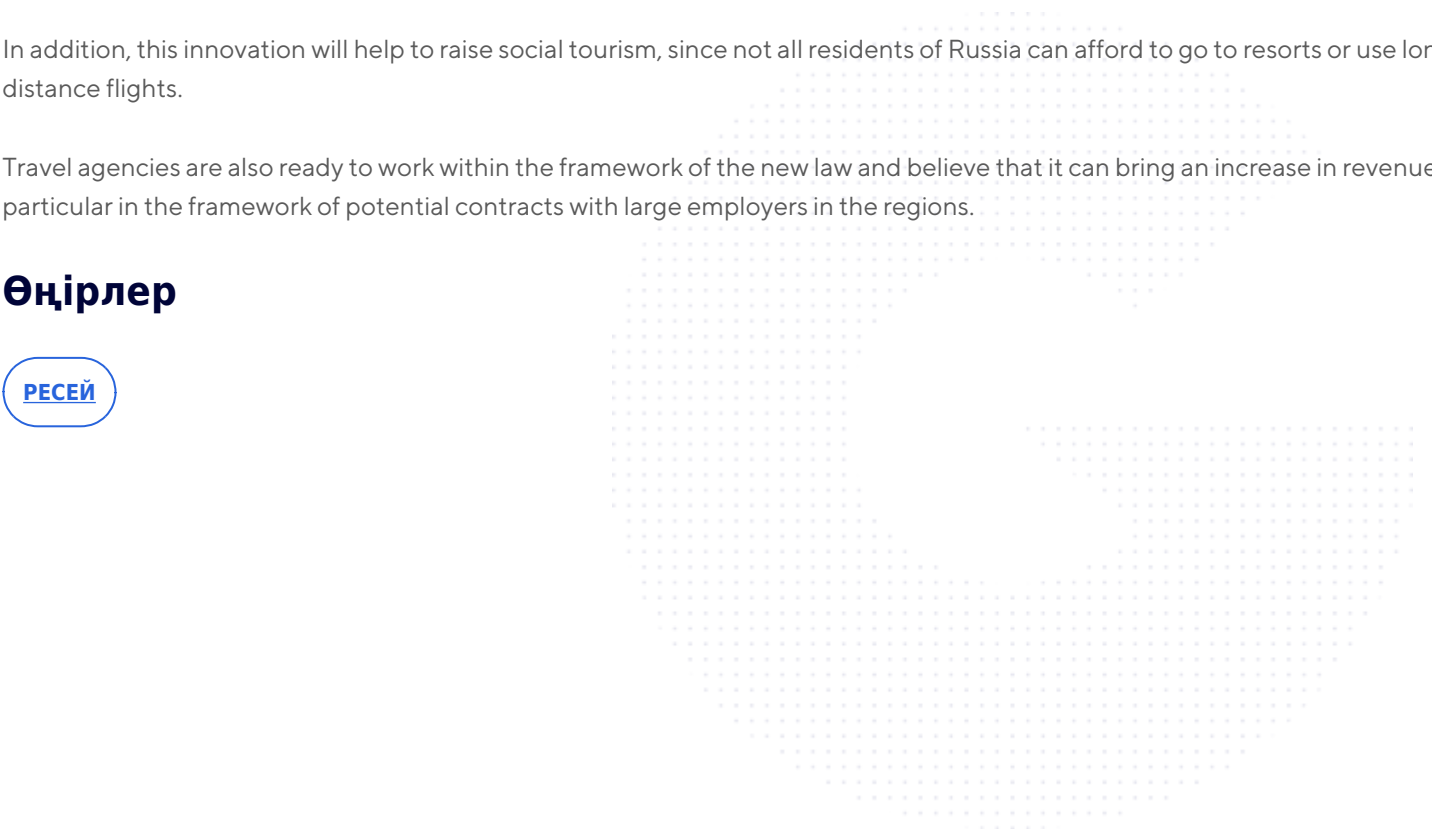 In addition, this innovation will help to raise social tourism, since not all residents of Russia can afford to go to resorts or use
distance flights.
Travel agencies are also ready to work within the framework of the new law and believe that it can bring an increase in revenue
particular in the framework of potential contracts with large employers in the regions.
Өңірлер
РЕСЕЙ